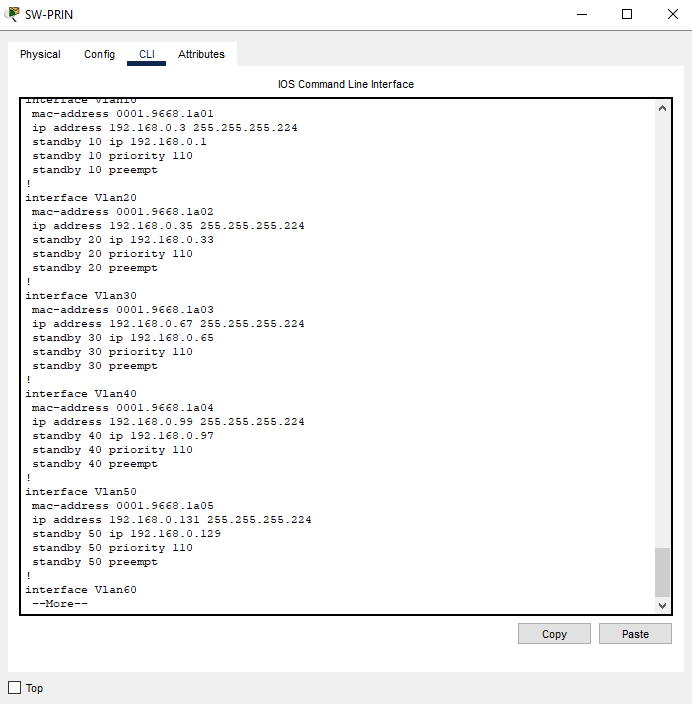 SW-PRIN
Physical Config CLI Attributes
IOS Command Line Interface
interface Vlan10
mac-address 0001.9668.1a01
ip address 192.168.0.3 255.255.255.224
standby 10 ip 192.168.0.1
standby 10 priority 110
standby 10 preempt
!
interface Vlan20
mac-address 0001.9668.1a02
ip address 192.168.0.35 255.255.255.224
standby 20 ip 192.168.0.33
standby 20 priority 110
standby 20 preempt
!
interface Vlan30
mac-address 0001.9668.1a03
ip address 192.168.0.67 255.255.255.224
standby 30 ip 192.168.0.65
standby 30 priority 110
standby 30 preempt
!
interface Vlan40
mac-address 0001.9668.1a04
ip address 192.168.0.99 255.255.255.224
standby 40 ip 192.168.0.97
standby 40 priority 110
standby 40 preempt
!
interface Vlan50
mac-address 0001.9668.1a05
ip address 192.168.0.131 255.255.255.224
standby 50 ip 192.168.0.129
standby 50 priority 110
standby 50 preempt
!
interface Vlan60
--More--
Copy Paste
Top